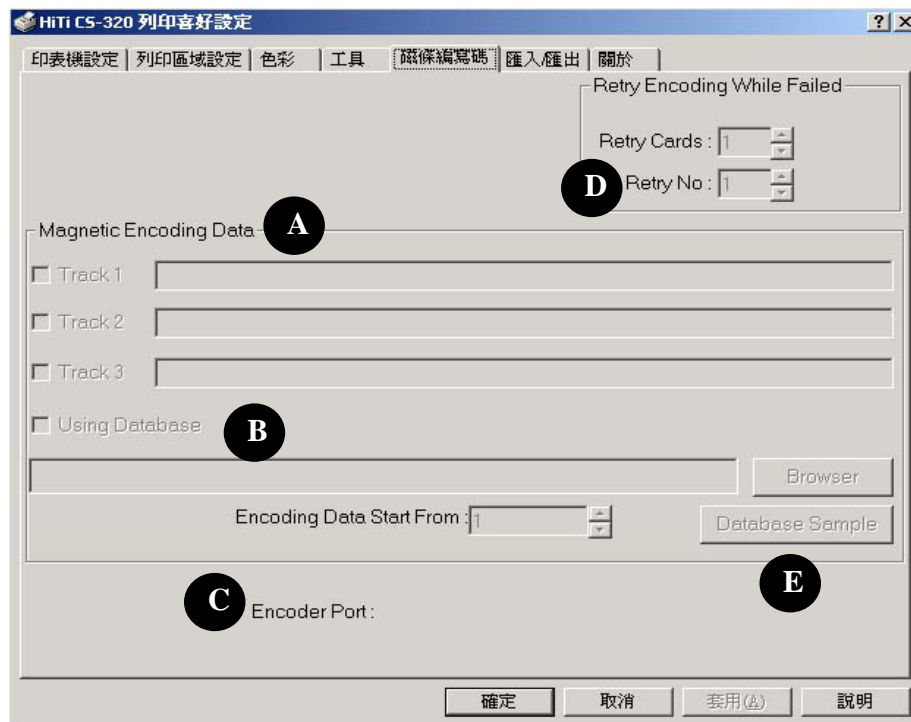 HiTi CS-320 列印喜好設定
印表機設定 列印區域設定 色彩 工具 磁條編寫碼 匯入/匯出 關於
Retry Encoding While Failed
Retry Cards : 1
D Retry No : 1
Magnetic Encoding Data A
Track 1
Track 2
Track 3
Using Database B
Browser
Encoding Data Start From : 1
Database Sample
E
C Encoder Port :
確定 取消 套用(A) 說明